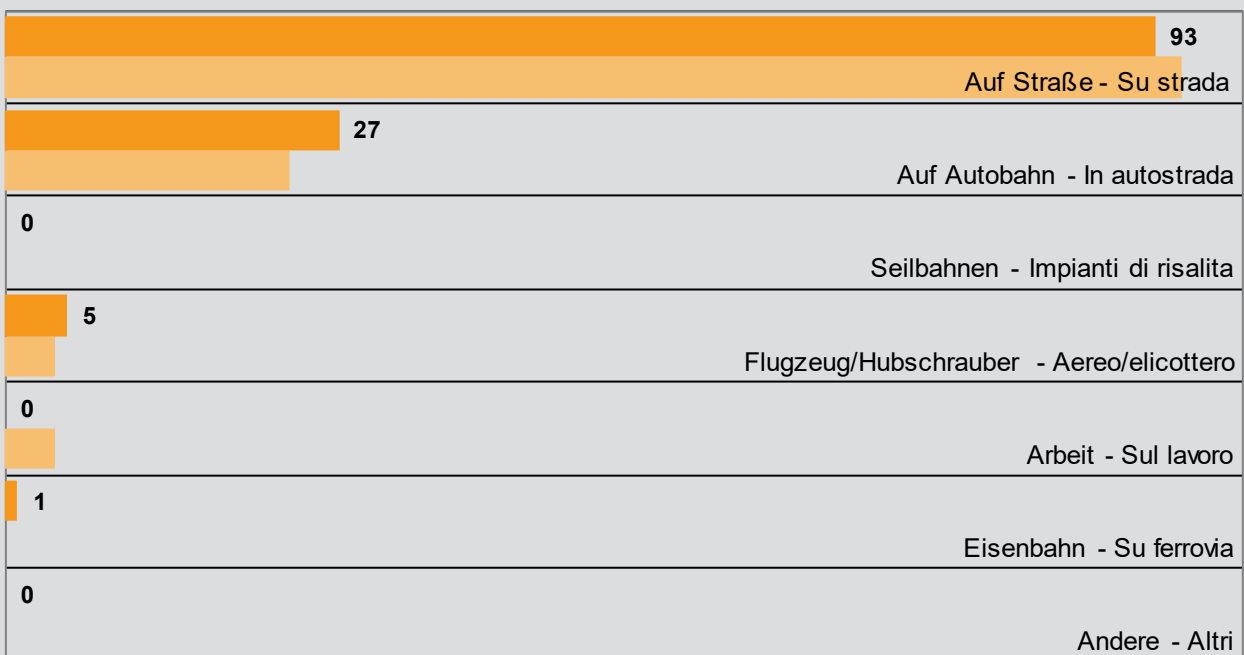 93
Auf Straße - Su strada
27
Auf Autobahn - In autostrada
0
Seilbahnen - Impianti di risalita
5
Flugzeug/Hubschrauber - Aereo/elicottero
0
Arbeit - Sul lavoro
1
Eisenbahn - Su ferrovia
0
Andere - Altri